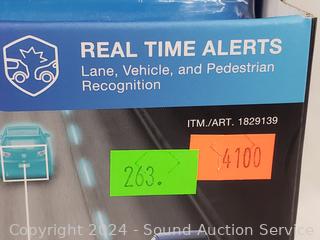 REAL TIME ALERTS
Lane, Vehicle, and Pedestrian
Recognition
ITM./ART. 1829139
263.
4100
Copyright 2024 - Sound Auction Service